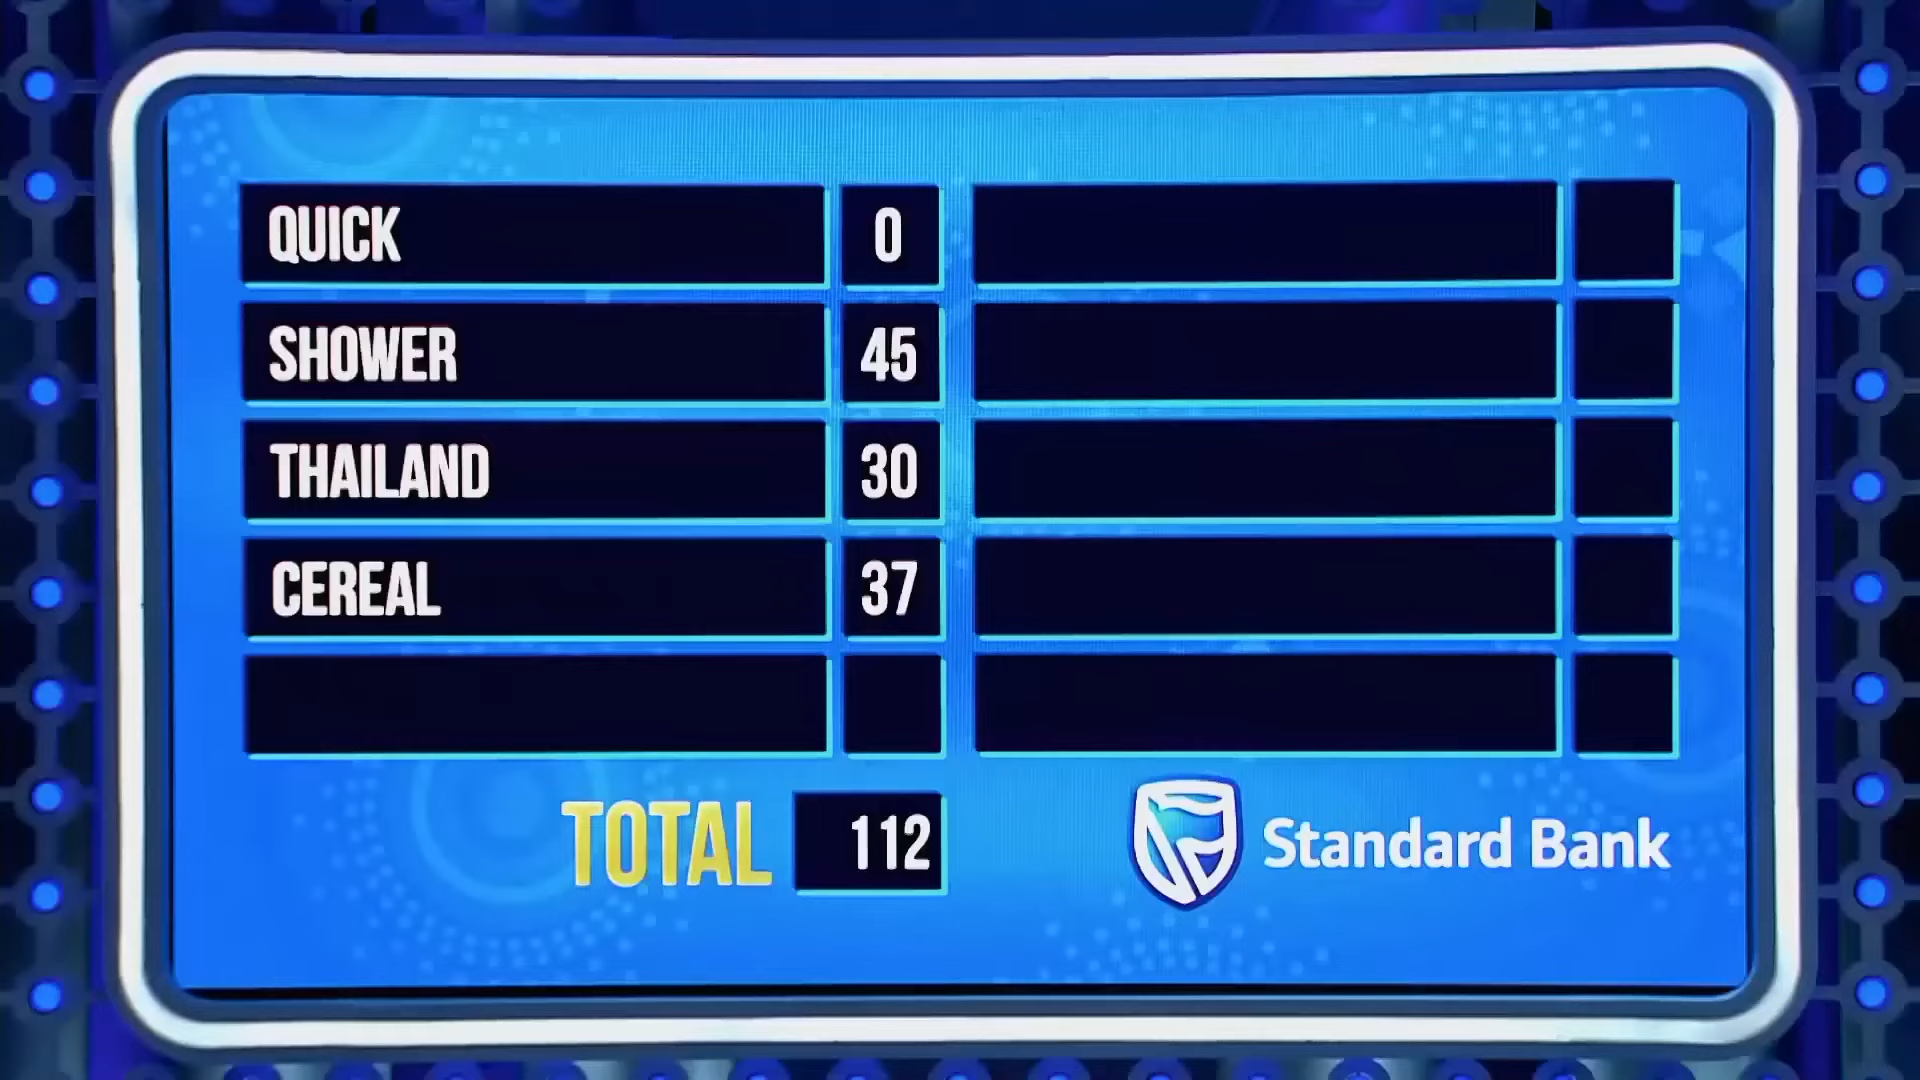 QUICK 0
SHOWER 45
THAILAND 30
CEREAL 37
TOTAL 112
Standard Bank